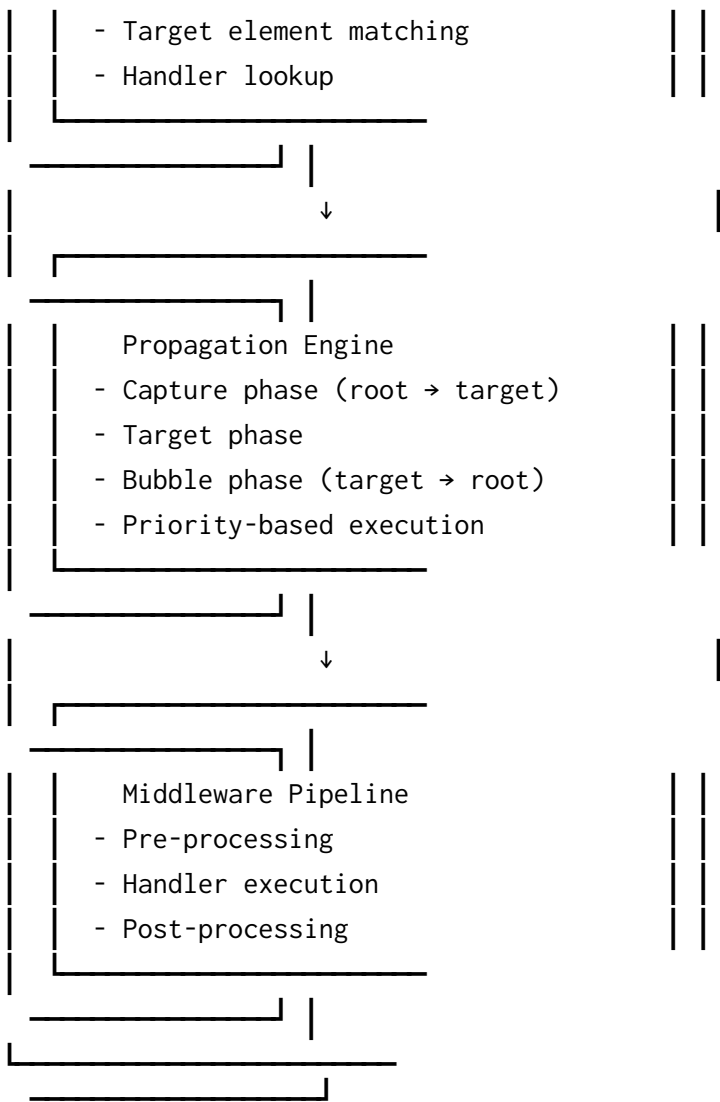 - Target element matching
- Handler lookup
↓
Propagation Engine
- Capture phase (root → target)
- Target phase
- Bubble phase (target → root)
- Priority-based execution
↓
Middleware Pipeline
- Pre-processing
- Handler execution
- Post-processing